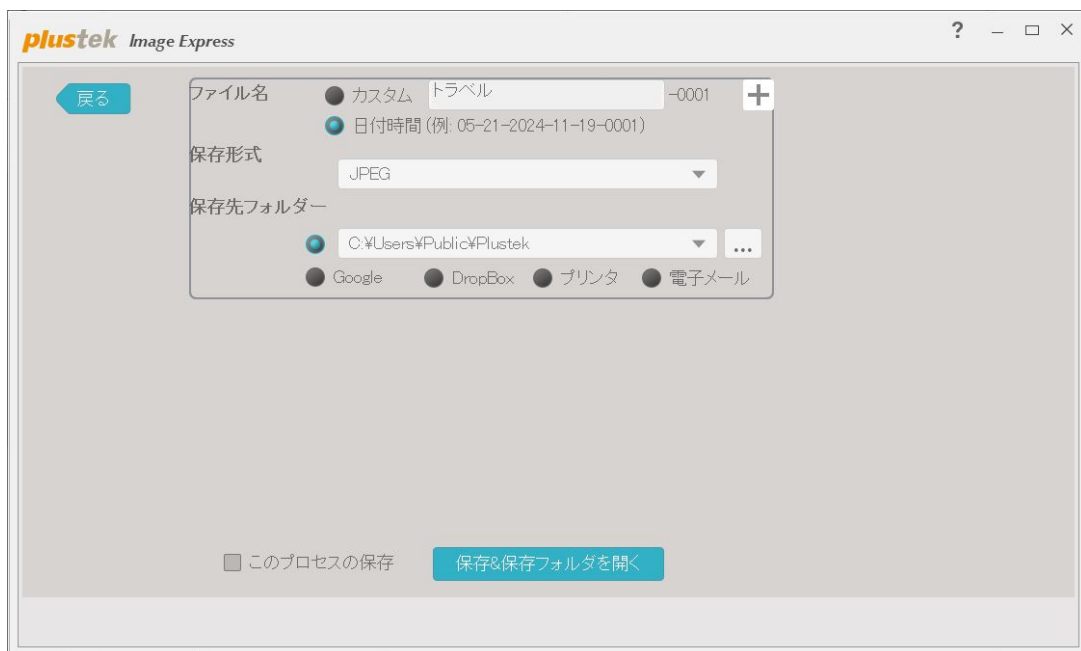 plustek Image Express ?
戻る
ファイル名 カスタム トラベル -0001
日付時間 (例: 05-21-2024-11-19-0001)
保存形式
JPEG
保存先フォルダー
C:¥Users¥Public¥Plustek ...
Google DropBox プリンタ 電子メール
このプロセスの保存 保存&保存フォルダを開く